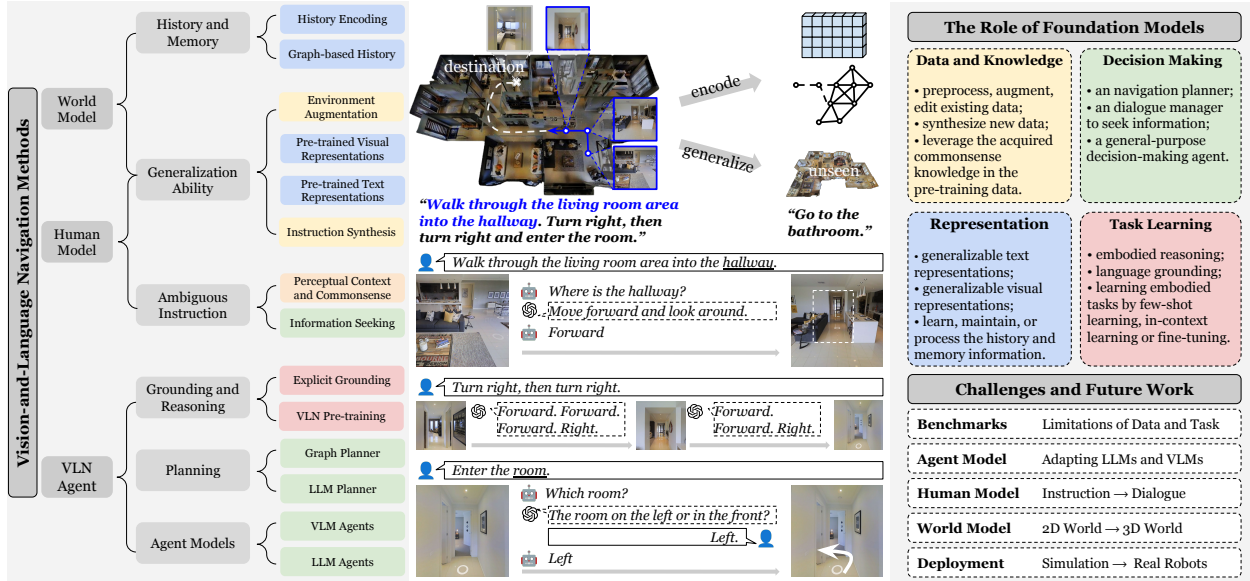 Vision-and-Language Navigation Methods
World
Model
Human
Model
VLN
Agent
History and
Memory
Generalization
Ability
Ambiguous
Instruction
Grounding and
Reasoning
Planning
Agent Models
History Encoding
Graph-based History
Environment
Augmentation
Pre-trained Visual
Representations
Pre-trained Text
Representations
Instruction Synthesis
Perceptual Context
and Commonsense
Information Seeking
Explicit Grounding
VLN Pre-training
Graph Planner
LLM Planner
VLM Agents
LLM Agents
destination
encode
generalize
unseen
“Walk through the living room area
into the hallway. Turn right, then
turn right and enter the room.”
“Go to the
bathroom.”
Walk through the living room area into the hallway.
Where is the hallway?
Move forward and look around.
Forward
Turn right, then turn right.
Forward. Forward.
Forward. Right.
Forward.
Forward. Right.
Enter the room.
Which room?
The room on the left or in the front?
Left.
Left
The Role of Foundation Models
Data and Knowledge
• preprocess, augment,
edit existing data;
• synthesize new data;
• leverage the acquired
commonsense
knowledge in the
pre-training data.
Decision Making
• an navigation planner;
• an dialogue manager
to seek information;
• a general-purpose
decision-making agent.
Representation
• generalizable text
representations;
• generalizable visual
representations;
• learn, maintain, or
process the history and
memory information.
Task Learning
• embodied reasoning;
• language grounding;
• learning embodied
tasks by few-shot
learning, in-context
learning or fine-tuning.
Challenges and Future Work
Benchmarks Limitations of Data and Task
Agent Model Adapting LLMs and VLMs
Human Model Instruction → Dialogue
World Model 2D World → 3D World
Deployment Simulation → Real Robots